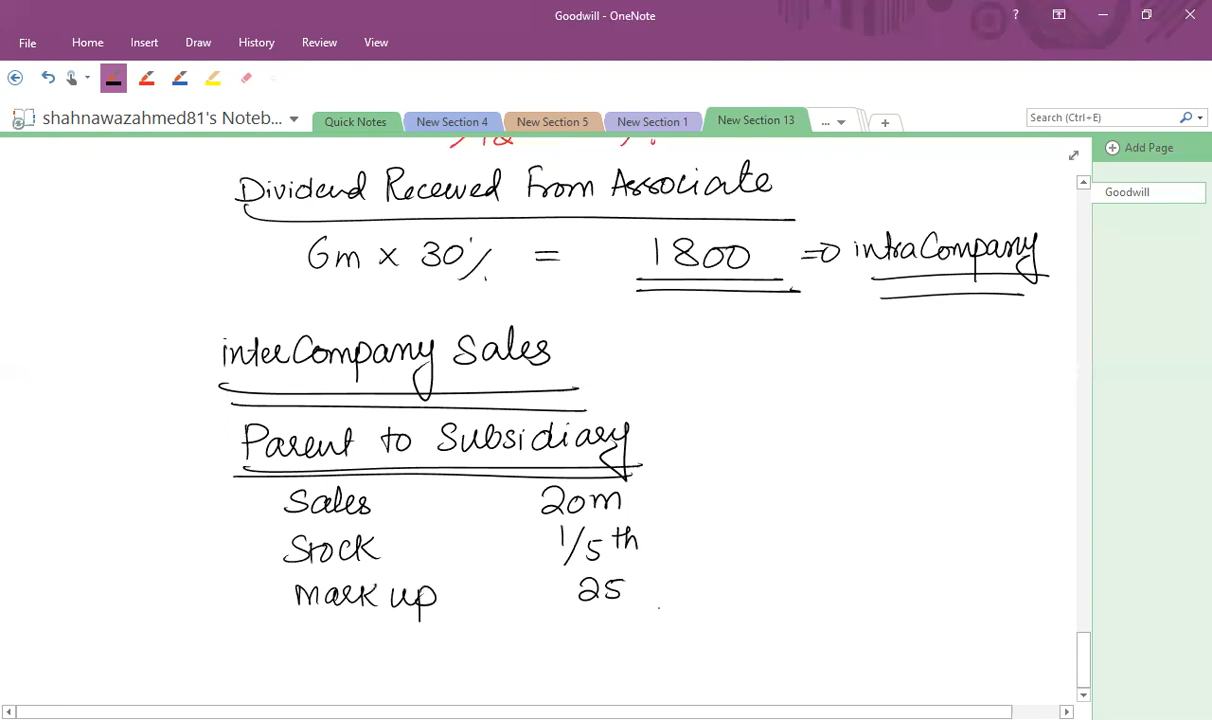 Goodwill - OneNote
?
File Home Insert Draw History Review View
shahnawazahmed81's Noteb... Quick Notes New Section 4 New Section 5 New Section 1 New Section 13 ... + Search (Ctrl+E)
Add Page
Goodwill
Dividend Received From Associate
6m × 30% = 1800 => intraCompany
interCompany Sales
Parent to Subsidiary
Sales 20m
Stock 1/5th
Mark up 25